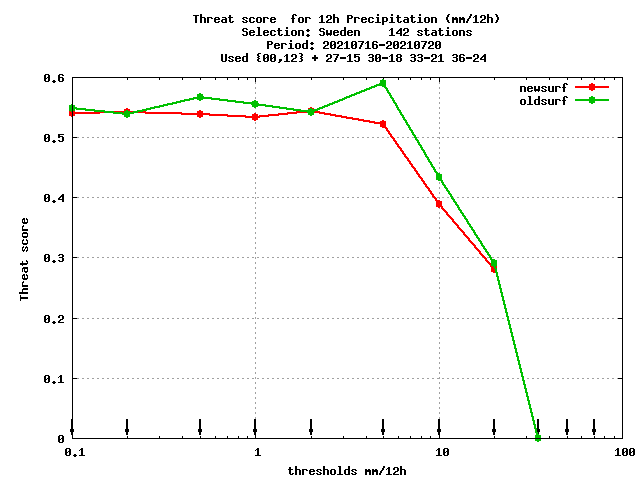 Threat score  for 12h Precipitation (mm/12h)
Selection: Sweden    142 stations
Period: 20210716-20210720
Used {00,12} + 27-15 30-18 33-21 36-24
newsurf
oldsurf
0.6
0.5
0.4
0.3
0.2
0.1
0
Threat score
0.1
1
10
100
thresholds mm/12h